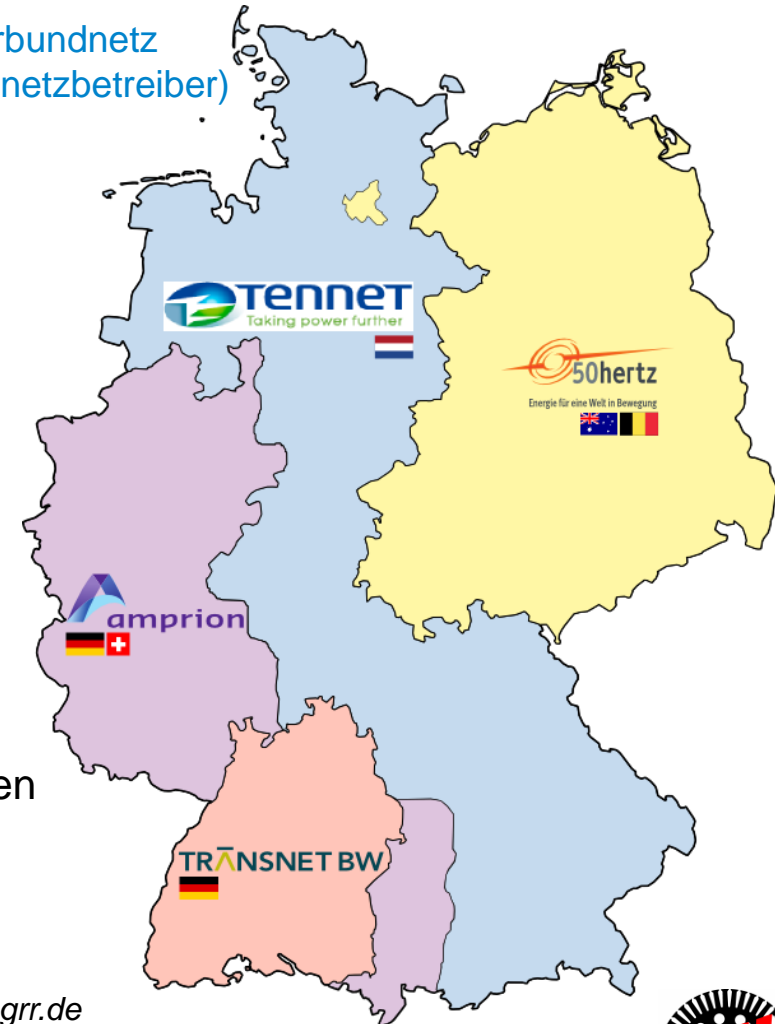 rbundnetz
netzbetreiber)
TenneT
Taking power further
50hertz
Energie für eine Welt in Bewegung
amprion
en
TRANSNET BW
grr.de